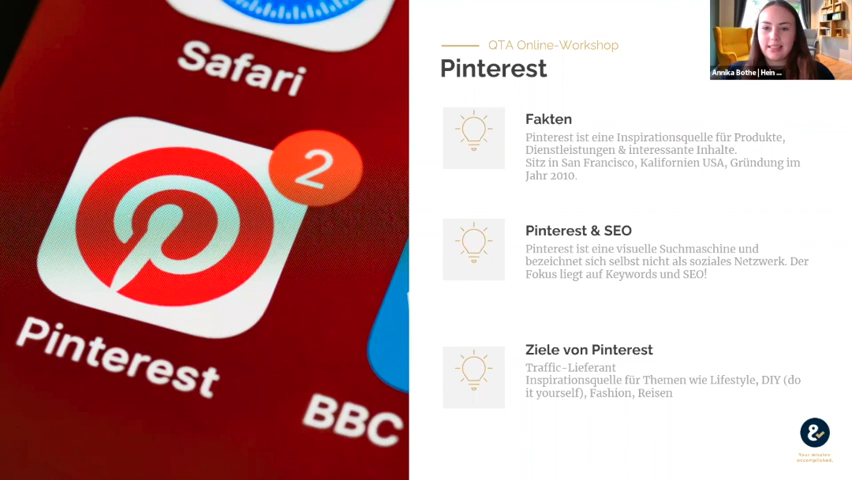 Safari
2
Pinterest
BBC
QTA Online-Workshop
Pinterest
Annika Bothe | Hein ...
Fakten
Pinterest ist eine Inspirationsquelle für Produkte,
Dienstleistungen & interessante Inhalte.
Sitz in San Francisco, Kalifornien USA, Gründung im
Jahr 2010.
Pinterest & SEO
Pinterest ist eine visuelle Suchmaschine und
bezeichnet sich selbst nicht als soziales Netzwerk. Der
Fokus liegt auf Keywords und SEO!
Ziele von Pinterest
Traffic-Lieferant
Inspirationsquelle für Themen wie Lifestyle, DIY (do
it yourself), Fashion, Reisen
&
Your mission
accomplished.